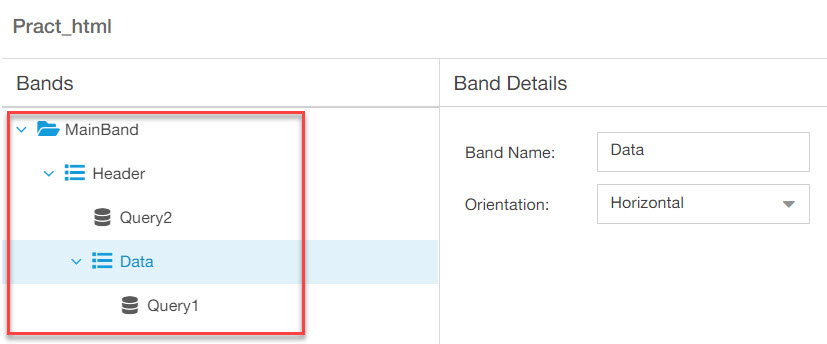 Pract_html
Bands
MainBand
Header
Query2
Data
Query1
Band Details
Band Name: Data
Orientation: Horizontal